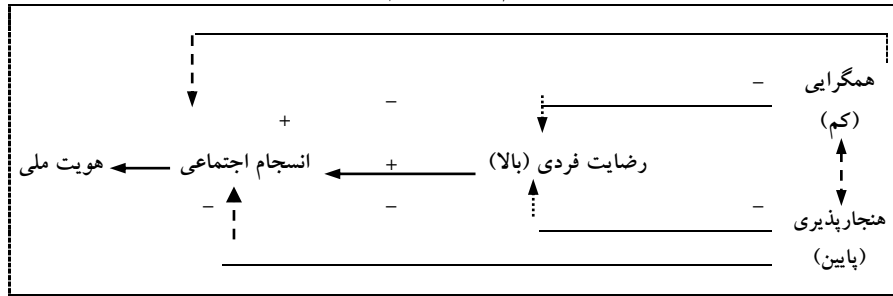 همگرایی –
–
(کم)
+
رضایت فردی (بالا) + انسجام اجتماعی هویت ملی
– – –
هنجارپذیری
(پایین)